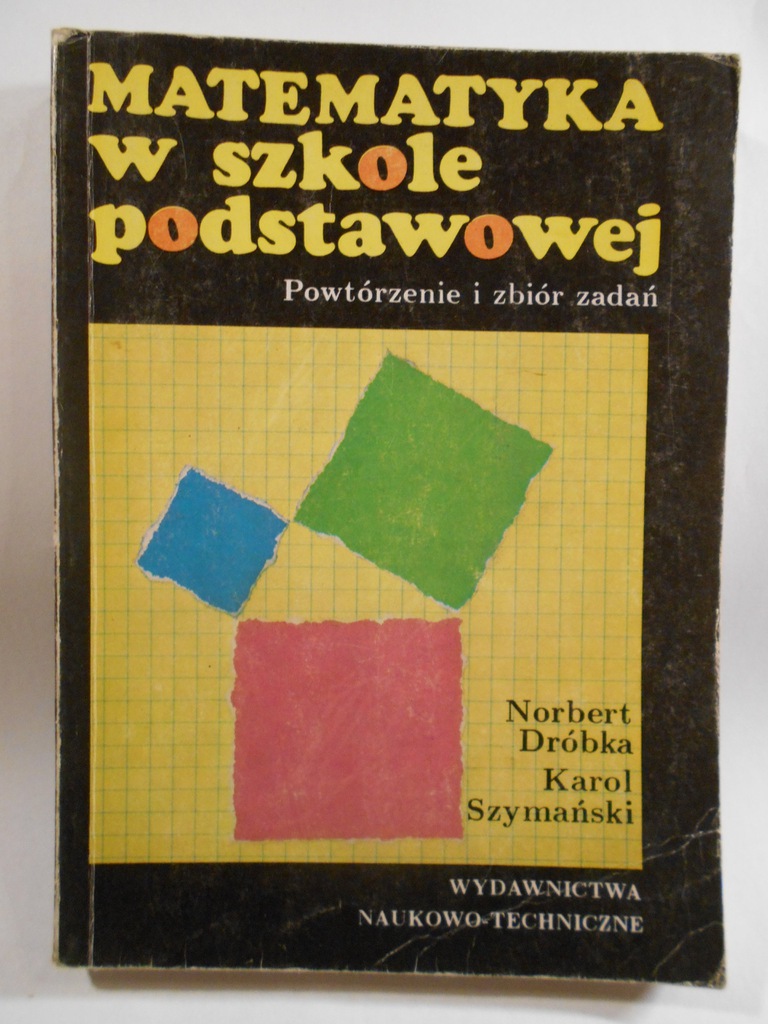 MATEMATYKA
w szkole
podstawowej
Powtórzenie i zbiór zadań
Norbert
Dróbka
Karol
Szymański
WYDAWNICTWA
NAUKOWO-TECHNICZNE